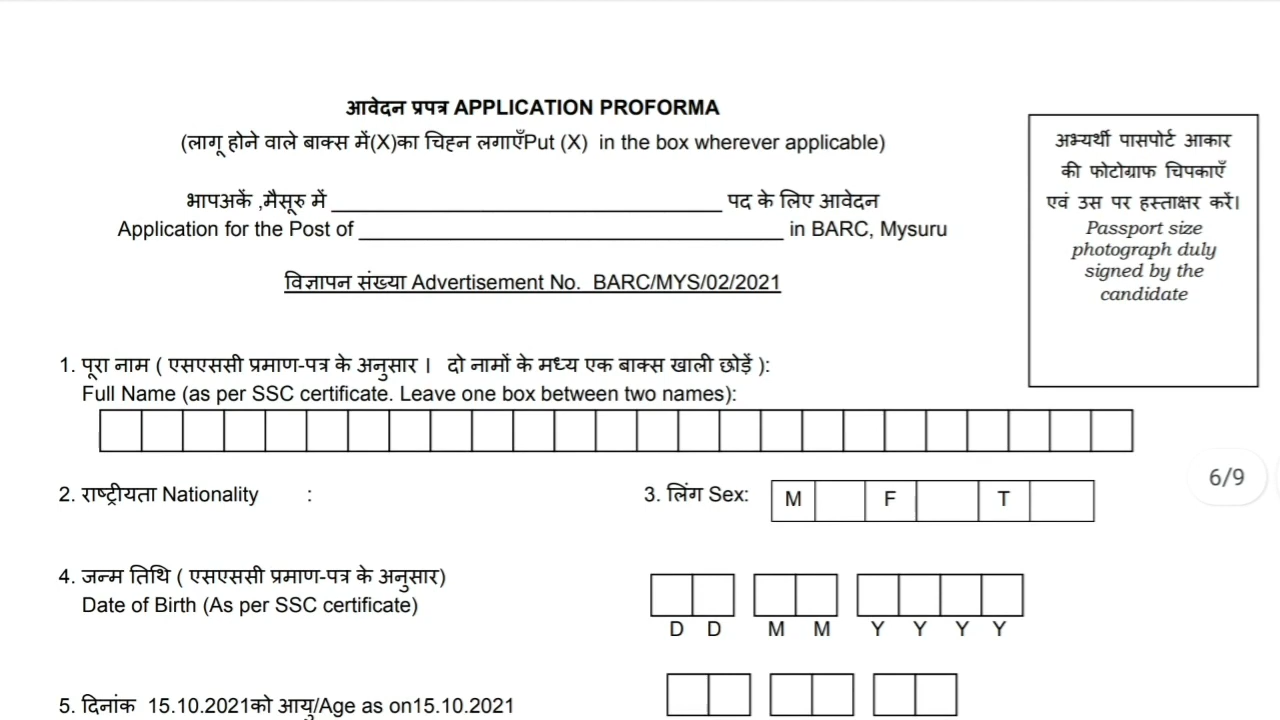 आवेदन प्रपत्र APPLICATION PROFORMA
(लागू होने वाले बाक्स में(X)का चिह्न लगाएँPut (X) in the box wherever applicable)
भापअकें ,मैसूरु में ______________________ पद के लिए आवेदन
Application for the Post of ______________________ in BARC, Mysuru
विज्ञापन संख्या Advertisement No. BARC/MYS/02/2021
अभ्यर्थी पासपोर्ट आकार
की फोटोग्राफ चिपकाएँ
एवं उस पर हस्ताक्षर करें।
Passport size
photograph duly
signed by the
candidate
1. पूरा नाम ( एसएससी प्रमाण-पत्र के अनुसार । दो नामों के मध्य एक बाक्स खाली छोड़ें ):
Full Name (as per SSC certificate. Leave one box between two names):
6/9
2. राष्ट्रीयता Nationality :
3. लिंग Sex: M F T
4. जन्म तिथि ( एसएससी प्रमाण-पत्र के अनुसार)
Date of Birth (As per SSC certificate)
D D M M Y Y Y Y
5. दिनांक 15.10.2021को आयु/Age as on15.10.2021